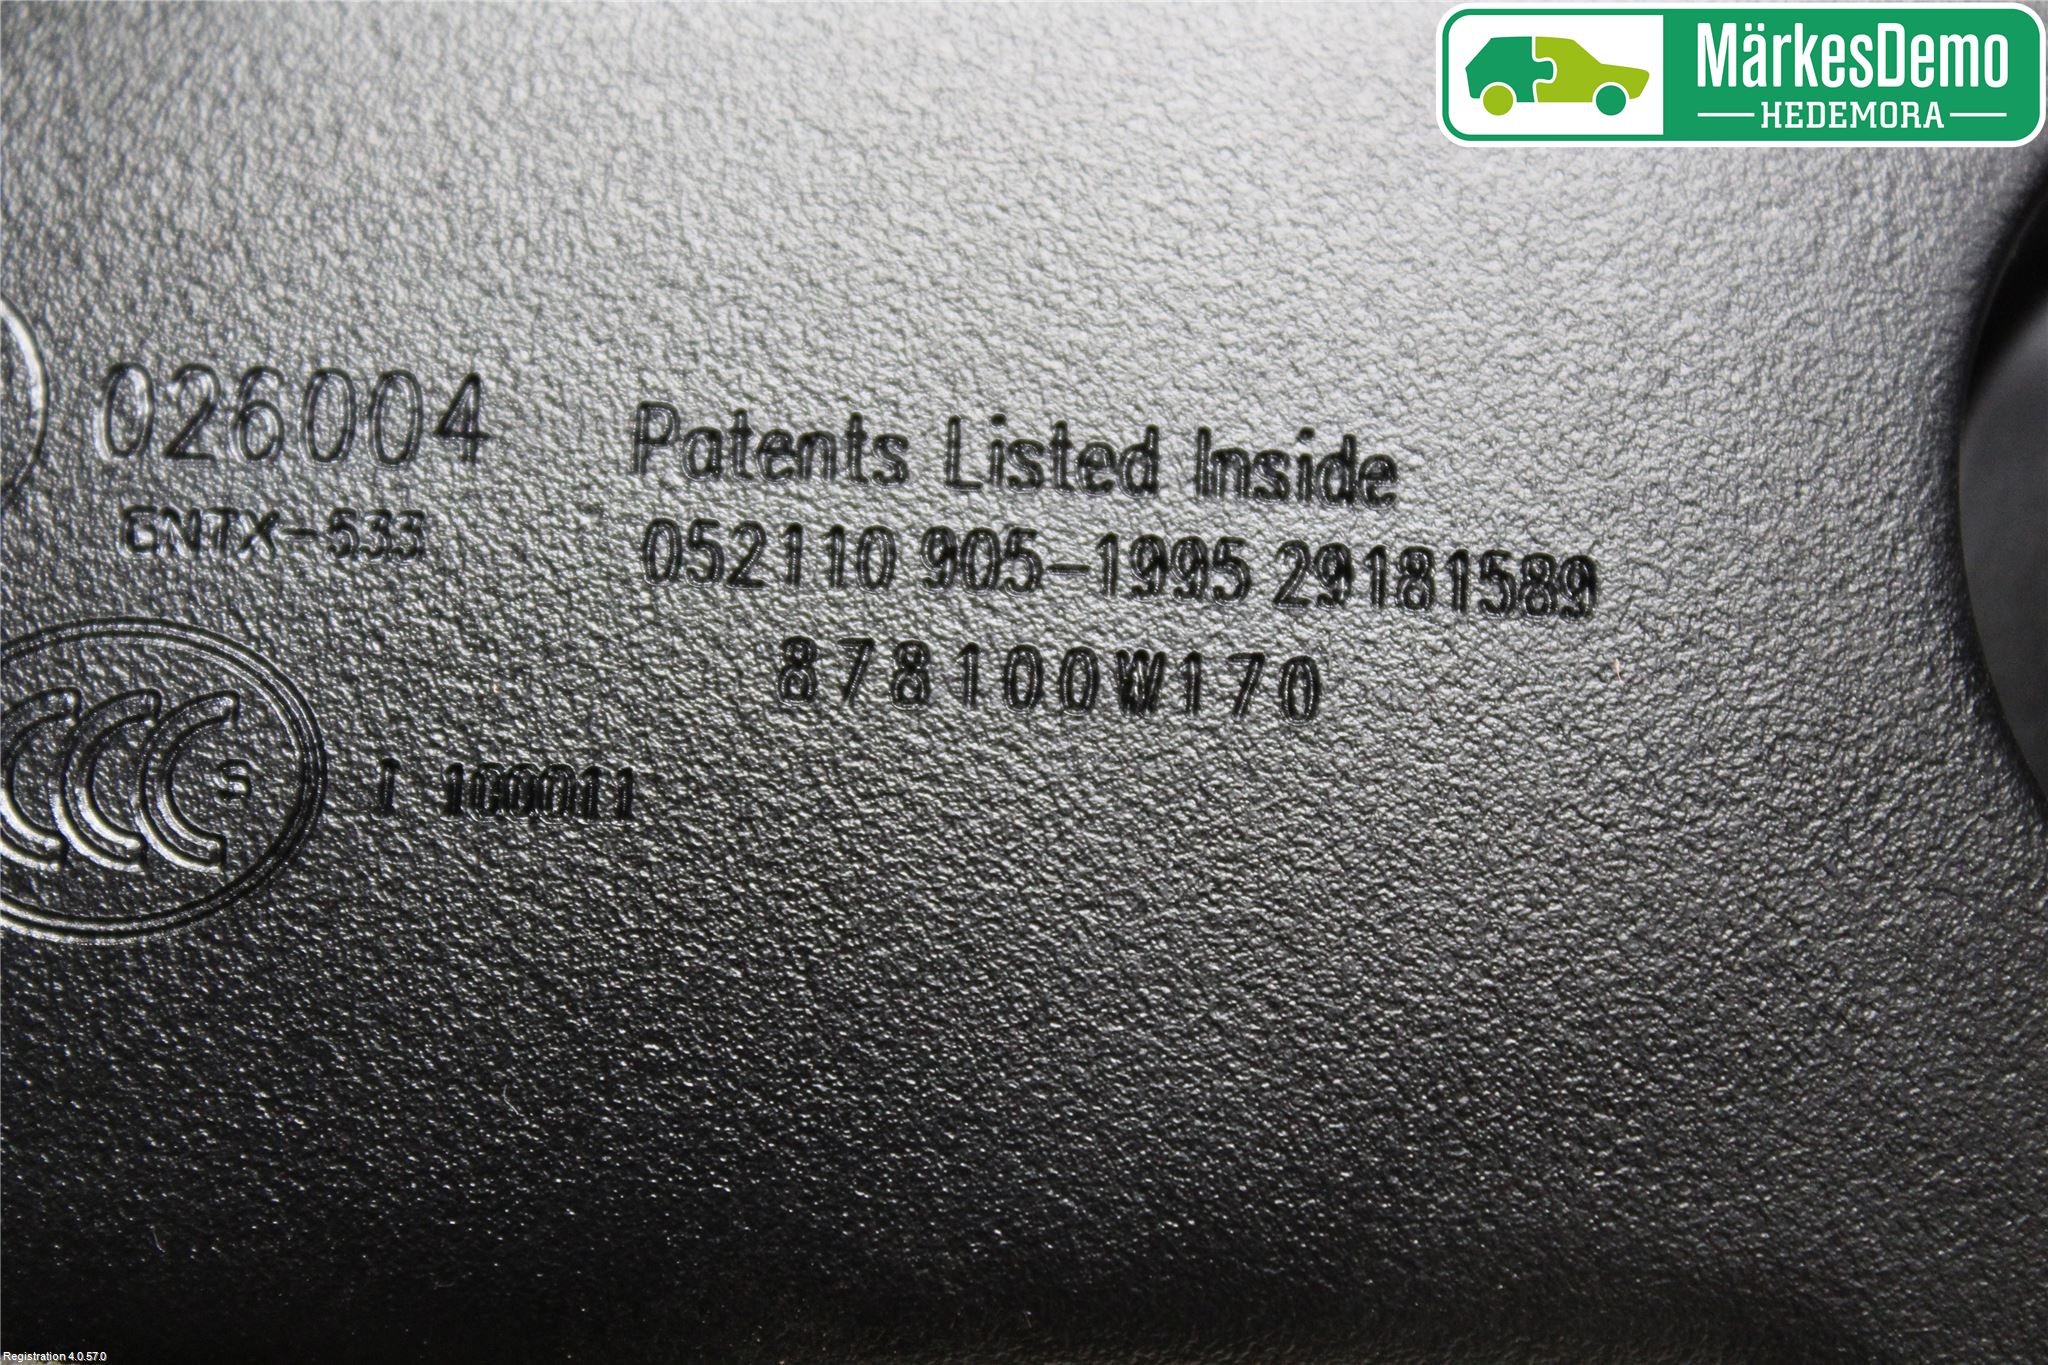 MärkesDemo
HEDEMORA
026004
GNTX-533
Patents Listed Inside
052110 905-1995 29181589
878100W170
CCC S
I 100011
Registration 4.0.57.0